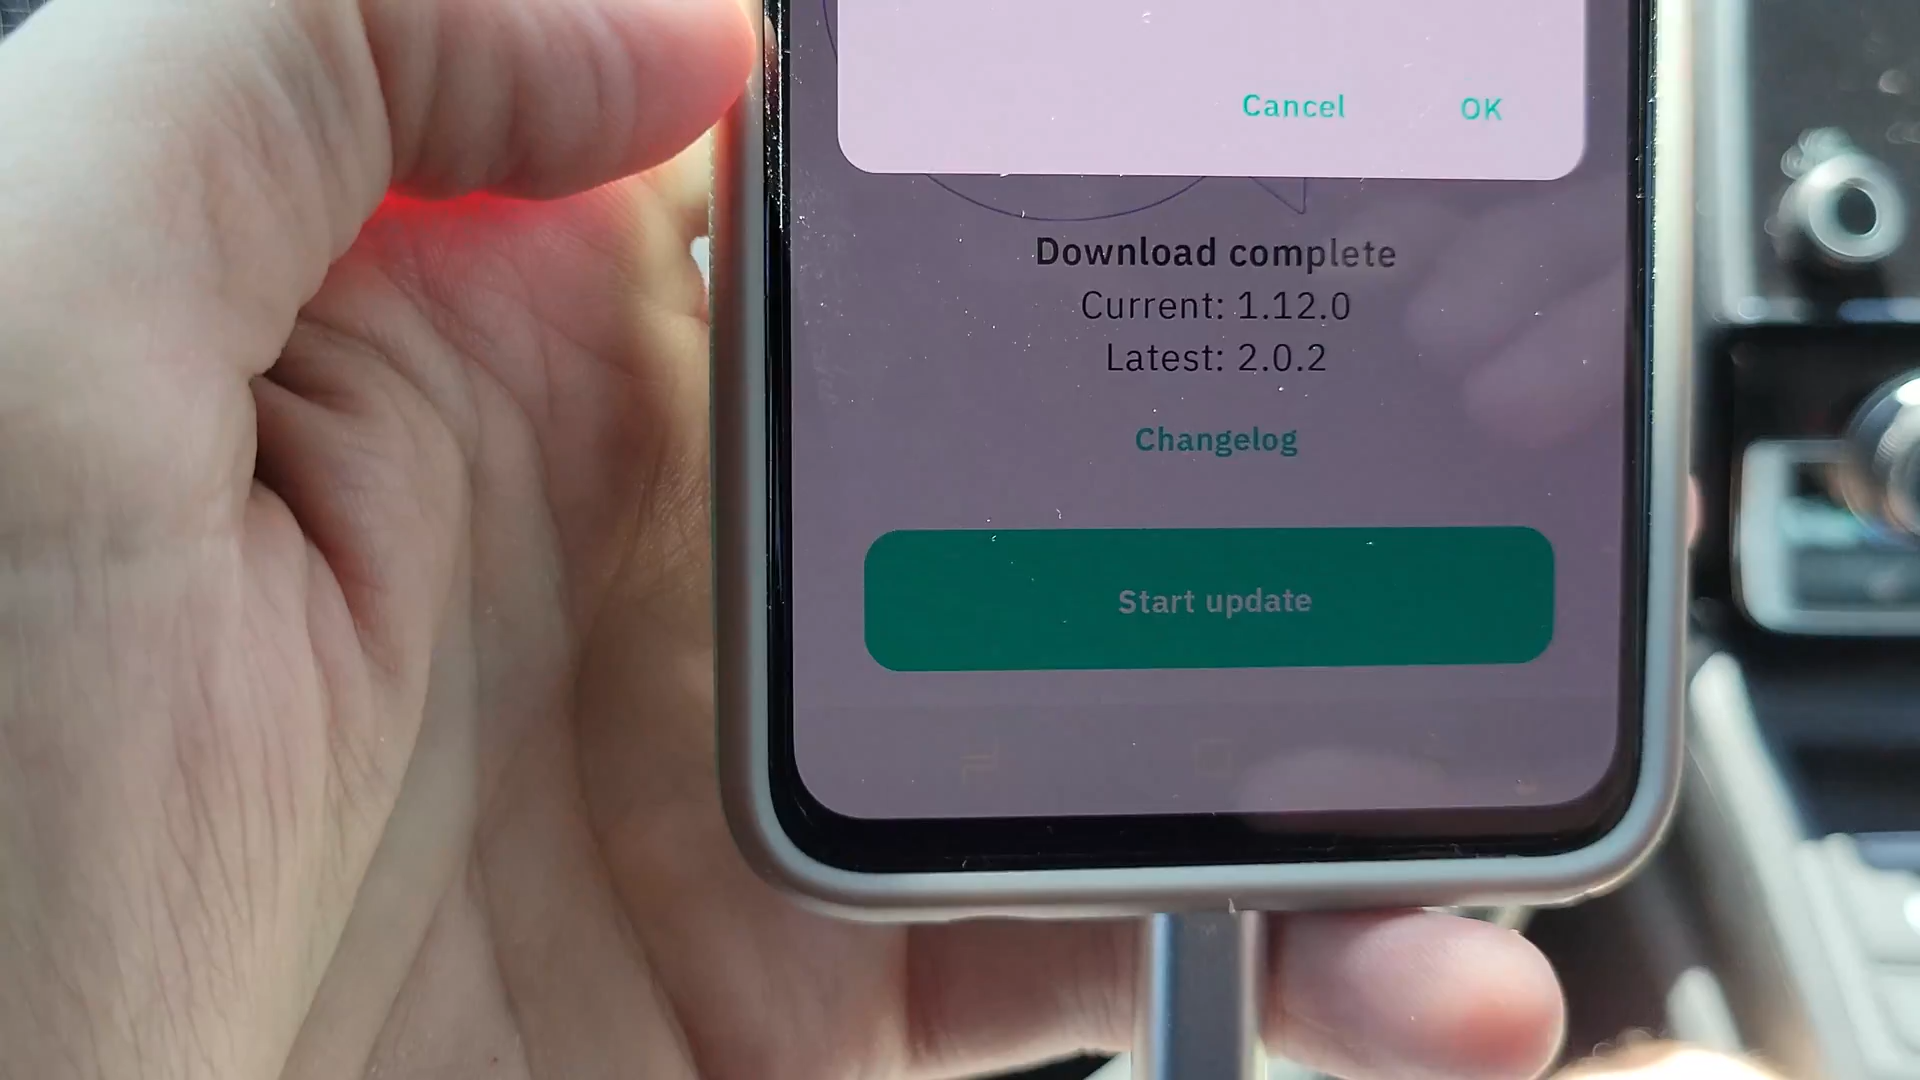 Cancel OK
Download complete
Current: 1.12.0
Latest: 2.0.2
Changelog
Start update